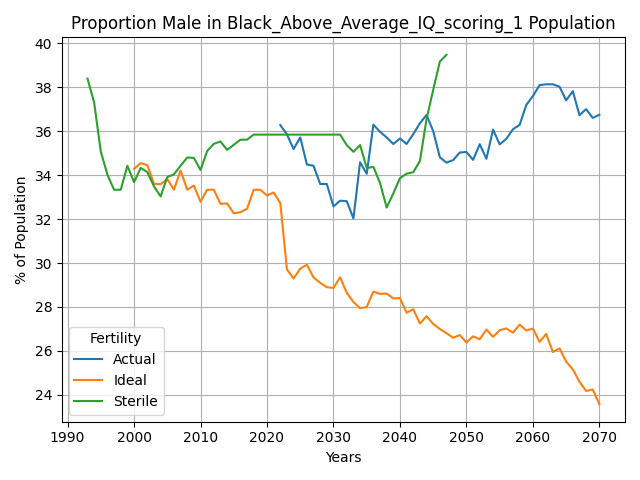 Proportion Male in Black_Above_Average_IQ_scoring_1 Population
% of Population
40
38
36
34
32
30
28
26
24
Fertility
Actual
Ideal
Sterile
1990 2000 2010 2020 2030 2040 2050 2060 2070
Years